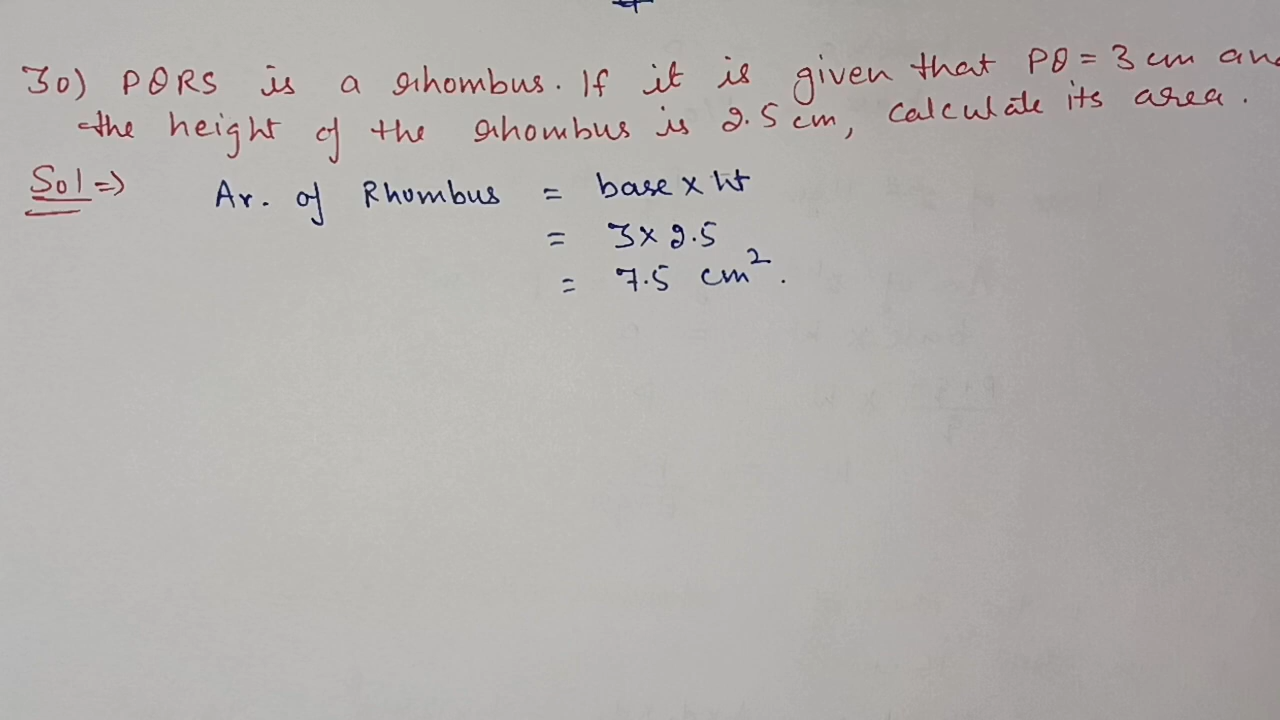 30) PQRS is a rhombus. If it is given that PQ = 3 cm an
the height of the rhombus is 2.5 cm, calculate its area.
Sol => Ar. of Rhombus = base x ht
= 3 x 2.5
= 7.5 cm².